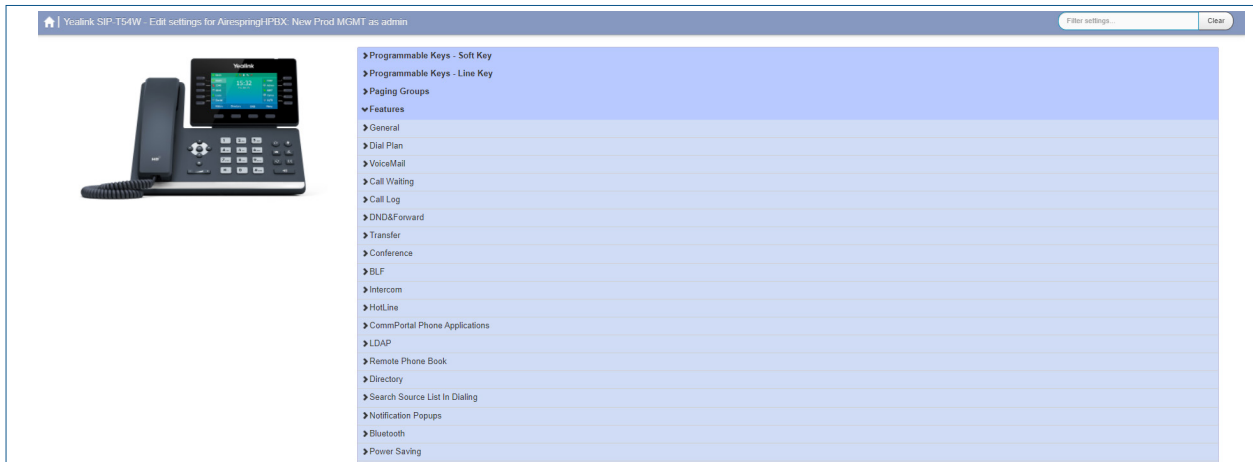 Yealink SIP-T54W - Edit settings for AirespringHPBX: New Prod MGMT as admin
Filter settings...
Clear
Yealink
15:32
Programmable Keys - Soft Key
Programmable Keys - Line Key
Paging Groups
Features
General
Dial Plan
VoiceMail
Call Waiting
Call Log
DND&Forward
Transfer
Conference
BLF
Intercom
HotLine
CommPortal Phone Applications
LDAP
Remote Phone Book
Directory
Search Source List In Dialing
Notification Popups
Bluetooth
Power Saving